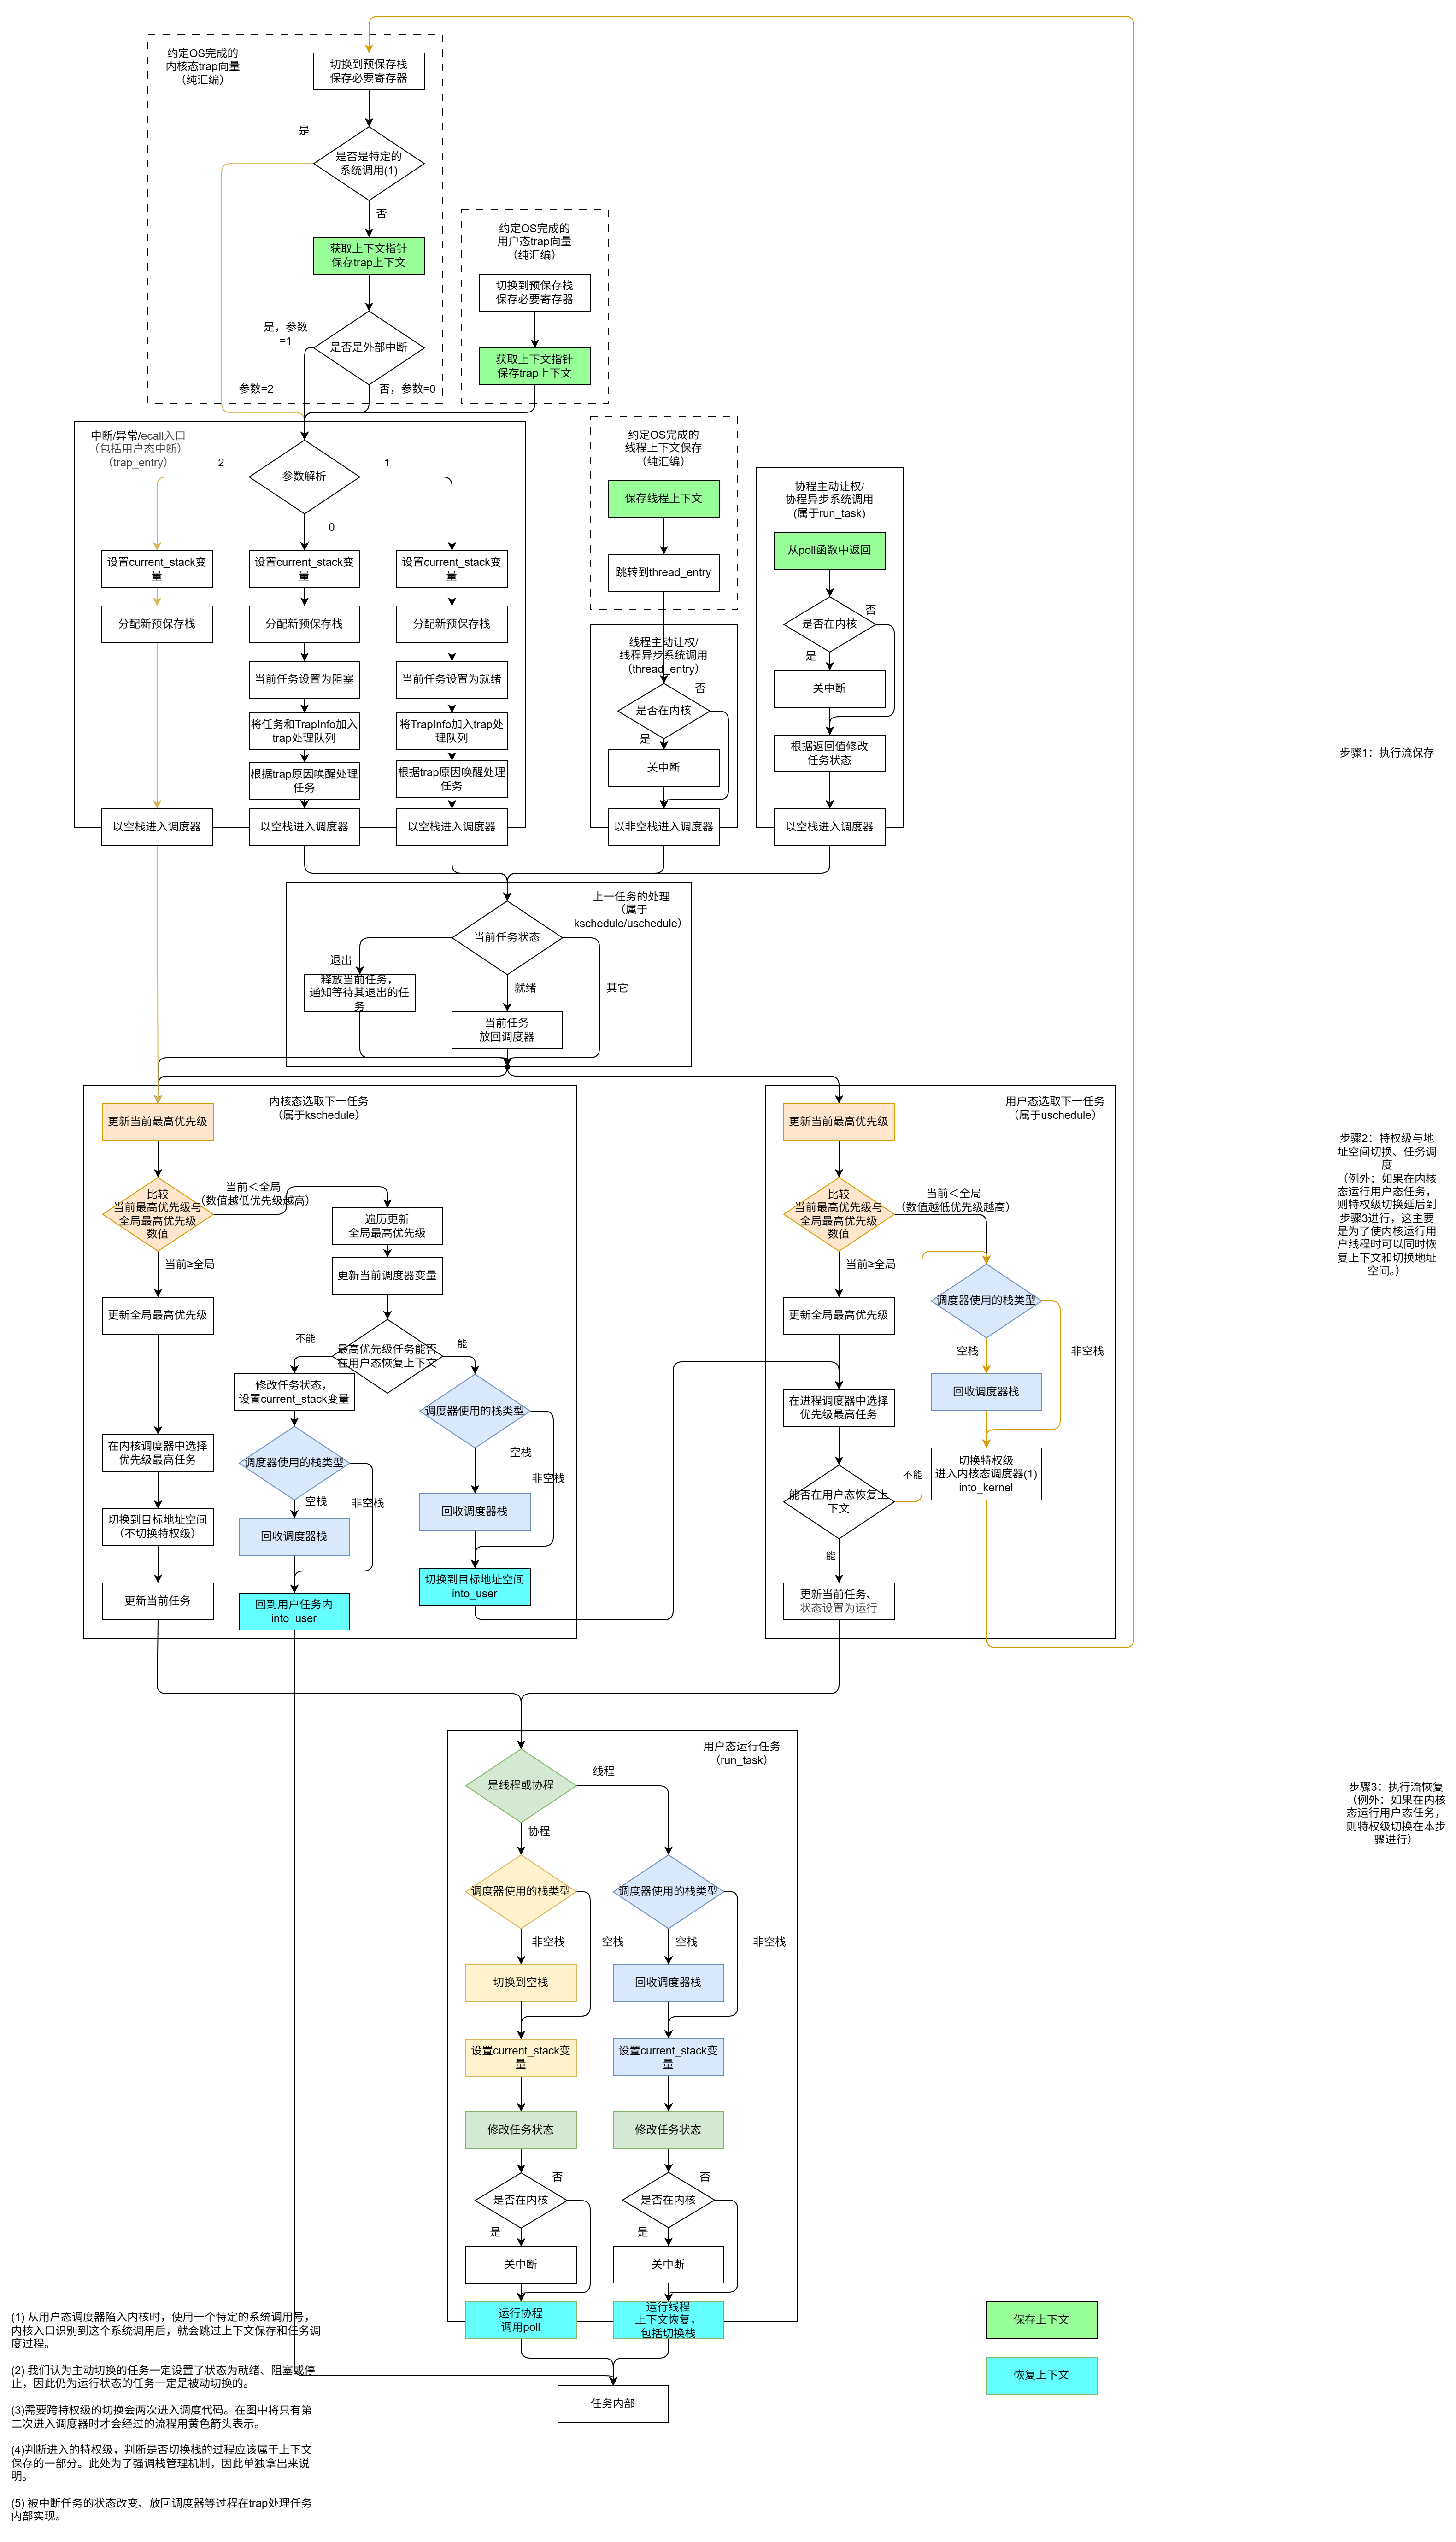 约定OS完成的
内核态trap向量
（纯汇编）
切换到预保存栈
保存必要寄存器
是
是否是特定的
系统调用(1)
否
获取上下文指针
保存trap上下文
是，参数
=1
是否是外部中断
参数=2
否，参数=0
约定OS完成的
用户态trap向量
（纯汇编）
切换到预保存栈
保存必要寄存器
获取上下文指针
保存trap上下文
中断/异常/ecall入口
（包括用户态中断）
（trap_entry）
参数解析
2
1
0
设置current_stack变
量
分配新预保存栈
以空栈进入调度器
设置current_stack变
量
分配新预保存栈
当前任务设置为阻塞
将任务和TrapInfo加入
trap处理队列
根据trap原因唤醒处理
任务
以空栈进入调度器
设置current_stack变
量
分配新预保存栈
当前任务设置为就绪
将TrapInfo加入trap处
理队列
根据trap原因唤醒处理
任务
以空栈进入调度器
约定OS完成的
线程上下文保存
（纯汇编）
保存线程上下文
跳转到thread_entry
线程主动让权/
线程异步系统调用
（thread_entry）
否
是否在内核
是
关中断
以非空栈进入调度器
协程主动让权/
协程异步系统调用
(属于run_task)
从poll函数中返回
否
是否在内核
是
关中断
根据返回值修改
任务状态
以空栈进入调度器
步骤1：执行流保存
上一任务的处理
（属于
kschedule/uschedule）
当前任务状态
退出
释放当前任务，
通知等待其退出的任
务
就绪
其它
当前任务
放回调度器
内核态选取下一任务
（属于kschedule）
更新当前最高优先级
比较
当前最高优先级与
全局最高优先级
数值
当前＜全局
（数值越低优先级越高）
当前≥全局
更新全局最高优先级
在内核调度器中选择
优先级最高任务
切换到目标地址空间
（不切换特权级）
更新当前任务
遍历更新
全局最高优先级
更新当前调度器变量
最高优先级任务能否
在用户态恢复上下文
不能
能
修改任务状态，
设置current_stack变量
调度器使用的栈类型
空栈
非空栈
回收调度器栈
回到用户任务内
into_user
调度器使用的栈类型
空栈
非空栈
回收调度器栈
切换到目标地址空间
into_user
用户态选取下一任务
（属于uschedule）
更新当前最高优先级
比较
当前最高优先级与
全局最高优先级
数值
当前＜全局
（数值越低优先级越高）
当前≥全局
更新全局最高优先级
在进程调度器中选择
优先级最高任务
能否在用户态恢复上
下文
不能
能
更新当前任务、
状态设置为运行
调度器使用的栈类型
空栈
非空栈
回收调度器栈
切换特权级
进入内核态调度器(1)
into_kernel
步骤2：特权级与地
址空间切换、任务调
度
（例外：如果在内核
态运行用户态任务，
则特权级切换延后到
步骤3进行，这主要
是为了使内核运行用
户线程时可以同时恢
复上下文和切换地址
空间。）
用户态运行任务
（run_task）
是线程或协程
线程
协程
调度器使用的栈类型
非空栈
空栈
切换到空栈
设置current_stack变
量
修改任务状态
否
是否在内核
是
关中断
运行协程
调用poll
调度器使用的栈类型
空栈
非空栈
回收调度器栈
设置current_stack变
量
修改任务状态
否
是否在内核
是
关中断
运行线程
上下文恢复，
包括切换栈
任务内部
步骤3：执行流恢复
（例外：如果在内核
态运行用户态任务，
则特权级切换在本步
骤进行）
保存上下文
恢复上下文
(1) 从用户态调度器陷入内核时，使用一个特定的系统调用号，
内核入口识别到这个系统调用后，就会跳过上下文保存和任务调
度过程。
(2) 我们认为主动切换的任务一定设置了状态为就绪、阻塞或停
止，因此仍为运行状态的任务一定是被动切换的。
(3)需要跨特权级的切换会两次进入调度代码。在图中将只有第
二次进入调度器时才会经过的流程用黄色箭头表示。
(4)判断进入的特权级，判断是否切换栈的过程应该属于上下文
保存的一部分。此处为了强调栈管理机制，因此单独拿出来说
明。
(5) 被中断任务的状态改变、放回调度器等过程在trap处理任务
内部实现。